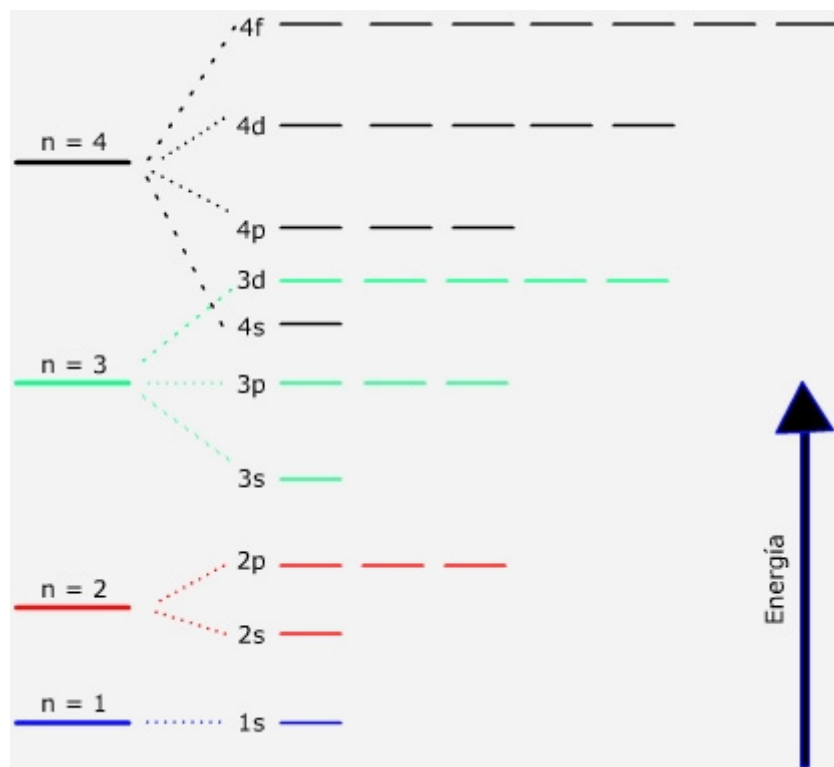 4f
n = 4
4d
4p
3d
4s
n = 3
3p
3s
2p
n = 2
2s
n = 1
1s
Energía